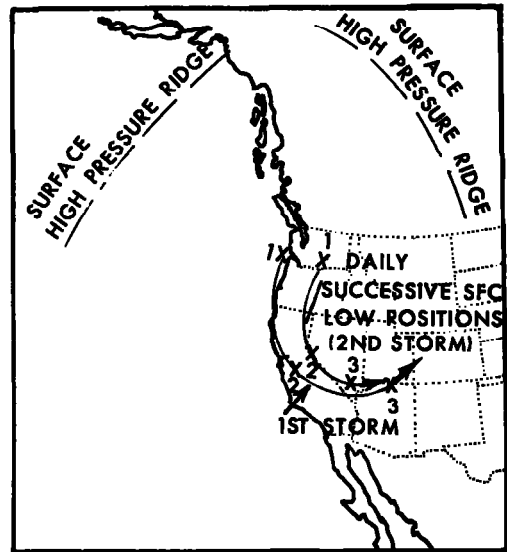 SURFACE
HIGH PRESSURE RIDGE
SURFACE
HIGH PRESSURE RIDGE
1X
1
X DAILY
SUCCESSIVE SFC
LOW POSITIONS
(2ND STORM)
X
2
X
2
3
X
X
3
1ST STORM